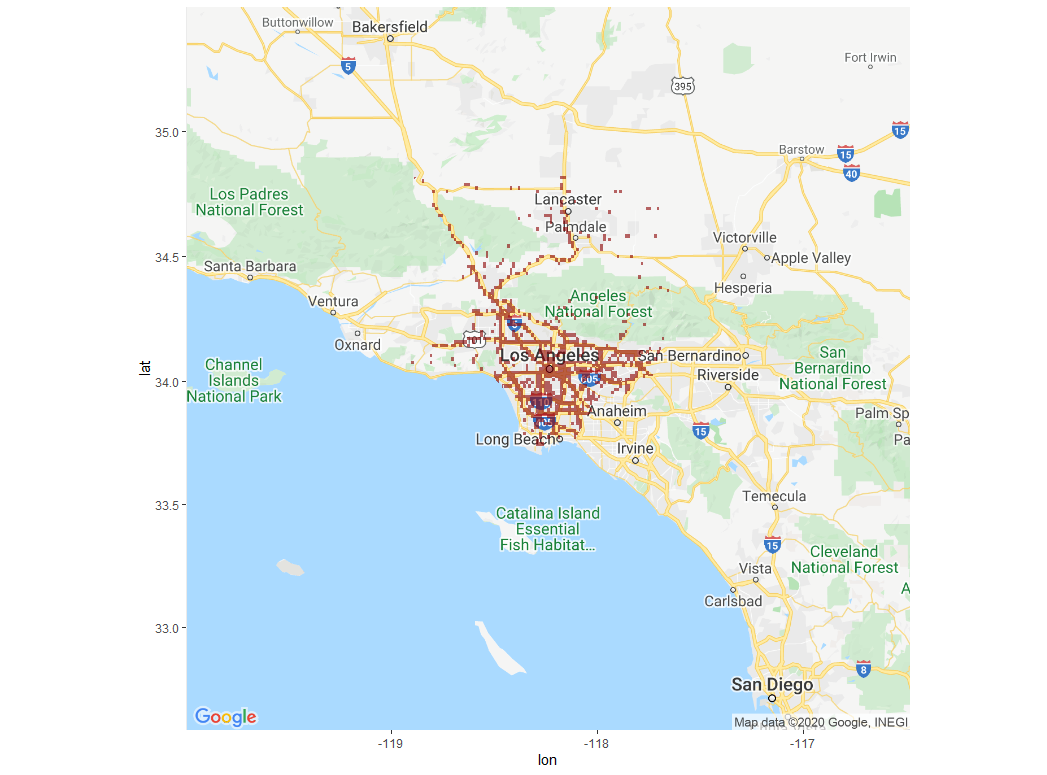 Buttonwillow
Bakersfield
Fort Irwin
5
395
35.0
15
Barstow
15
40
Los Padres
National Forest
Lancaster
Palmdale
Victorville
34.5
Apple Valley
Santa Barbara
Hesperia
Ventura
Angeles
National Forest
5
Oxnard
101
Los Angeles
San Bernardino
San
Bernardino
National Forest
lat
34.0
Channel
Islands
National Park
605
Riverside
110
Anaheim
Palm Sp
405
15
Pa
Long Beach
Irvine
33.5
Temecula
Catalina Island
Essential
Fish Habitat...
15
Cleveland
National Forest
Vista
A
Carlsbad
33.0
8
San Diego
Google
Map data ©2020 Google, INEGI
-119
-118
-117
lon